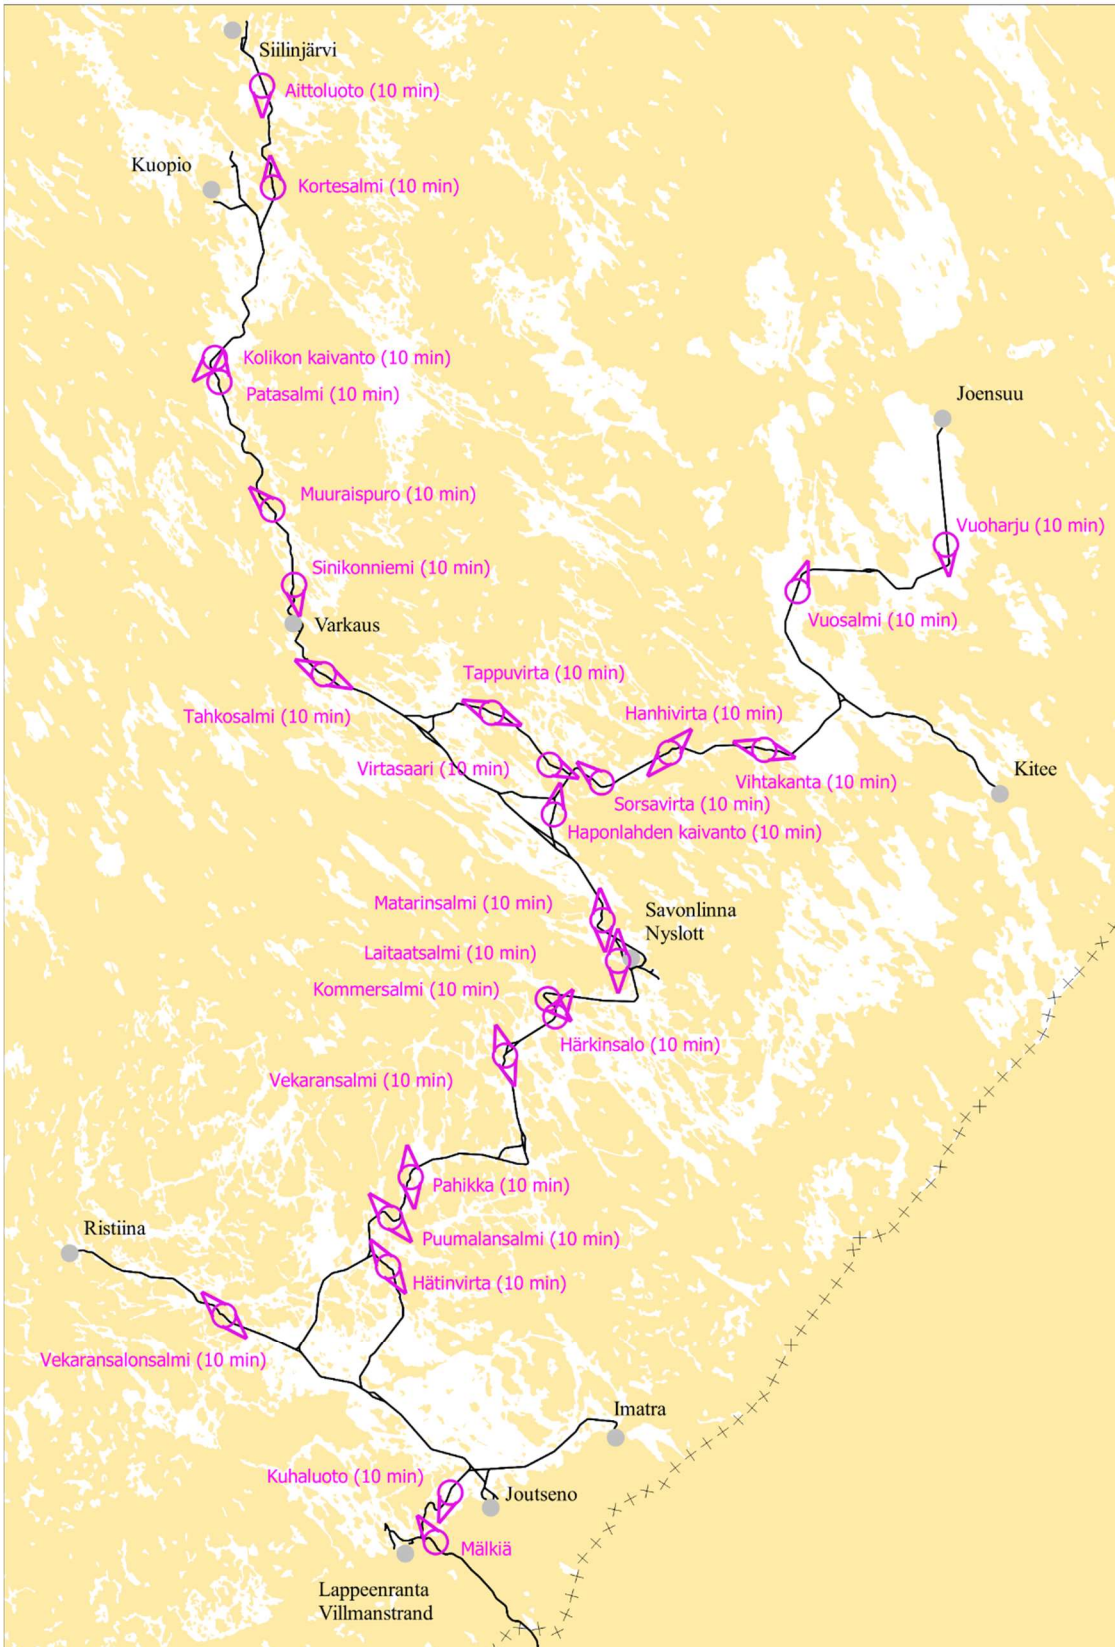 Siilinjärvi
Aittoluoto (10 min)
Kuopio
Kortesalmi (10 min)
Kolikon kaivanto (10 min)
Patasalmi (10 min)
Joensuu
Muuraispuro (10 min)
Vuoharju (10 min)
Sinikonniemi (10 min)
Varkaus
Vuosalmi (10 min)
Tappuvirta (10 min)
Tahkosalmi (10 min)
Hanhivirta (10 min)
Virtasaari (10 min)
Kitee
Vihtakanta (10 min)
Sorsavirta (10 min)
Haponlahden kaivanto (10 min)
Matarinsalmi (10 min)
Savonlinna
Nyslott
Laitaatsalmi (10 min)
Kommersalmi (10 min)
Härkinsalo (10 min)
Vekaransalmi (10 min)
Pahikka (10 min)
Ristiina
Puumalansalmi (10 min)
Hätinvirta (10 min)
Vekaransalonsalmi (10 min)
Imatra
Kuhaluoto (10 min)
Joutseno
Mälkiä
Lappeenranta
Villmanstrand